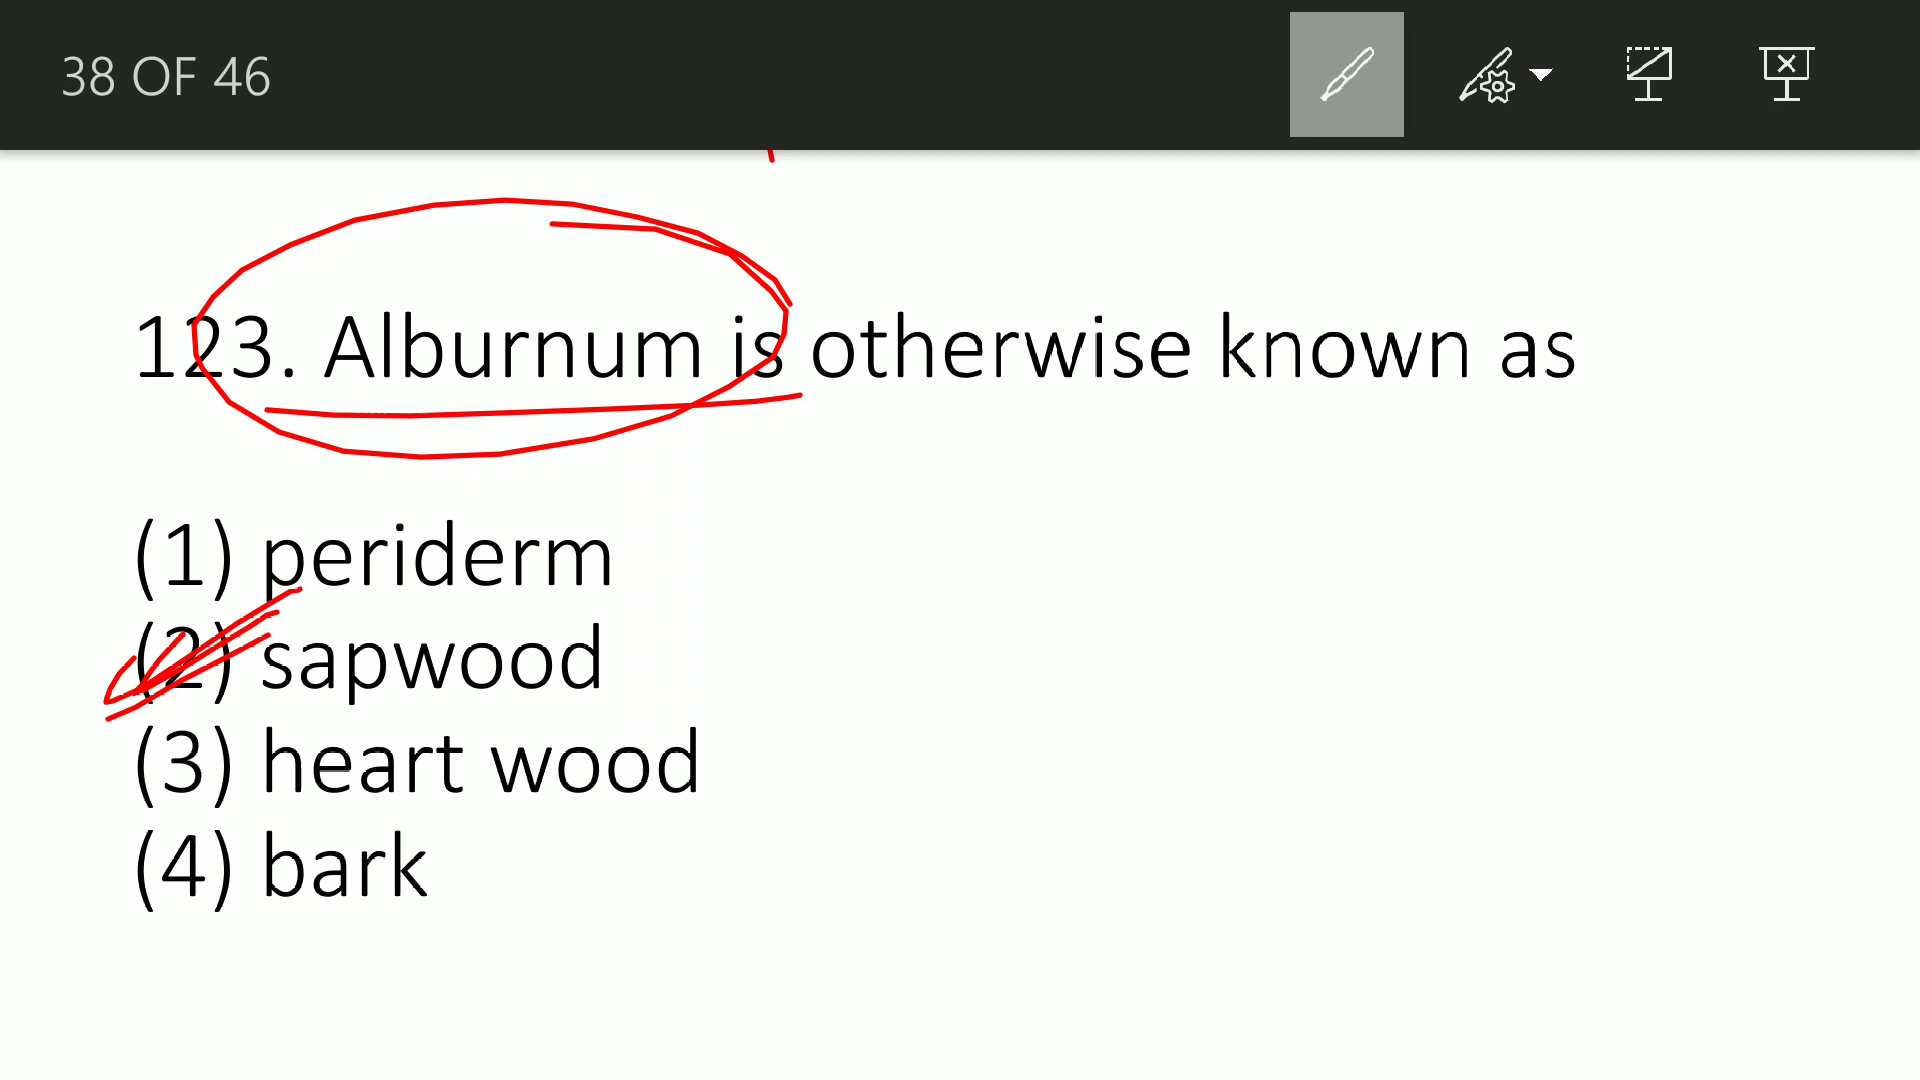 38 OF 46
123. Alburnum is otherwise known as
(1) periderm
(2) sapwood
(3) heart wood
(4) bark